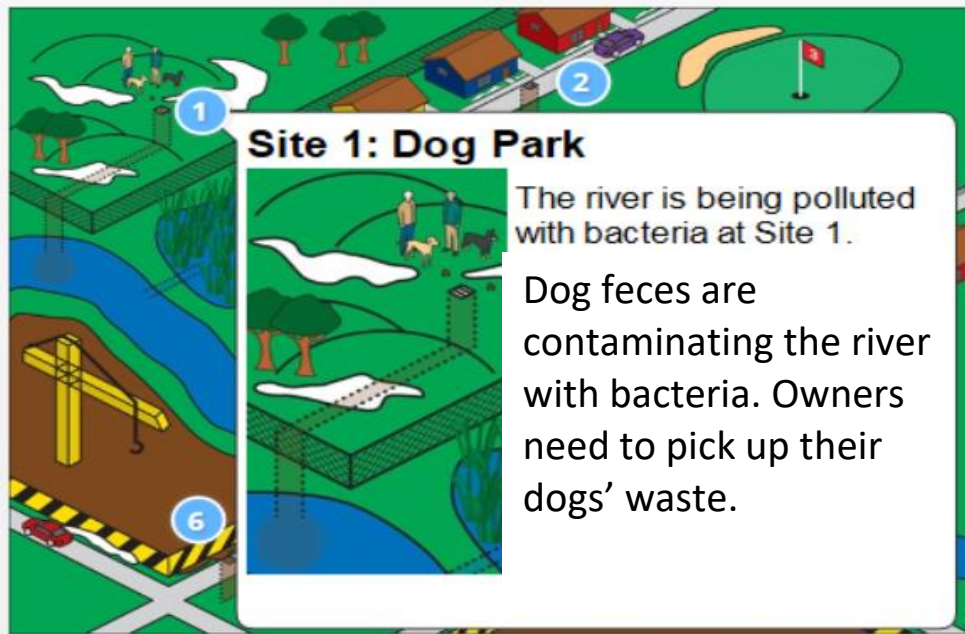 1
2
3
Site 1: Dog Park
The river is being polluted
with bacteria at Site 1.
Dog feces are
contaminating the river
with bacteria. Owners
need to pick up their
dogs’ waste.
6